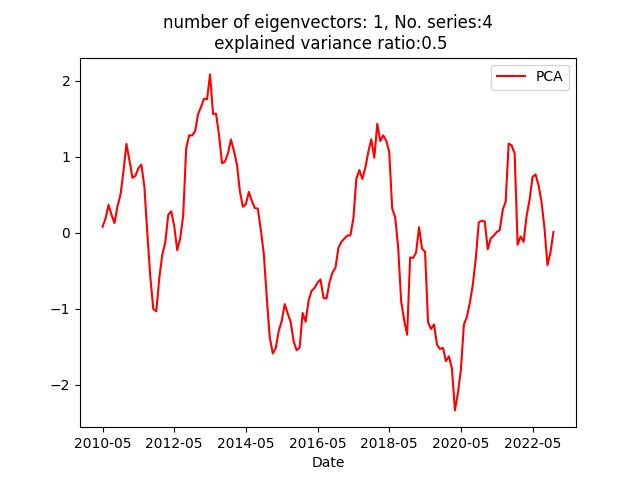 number of eigenvectors: 1, No. series:4
explained variance ratio:0.5
PCA
2
1
0
−1
−2
2010-05 2012-05 2014-05 2016-05 2018-05 2020-05 2022-05
Date